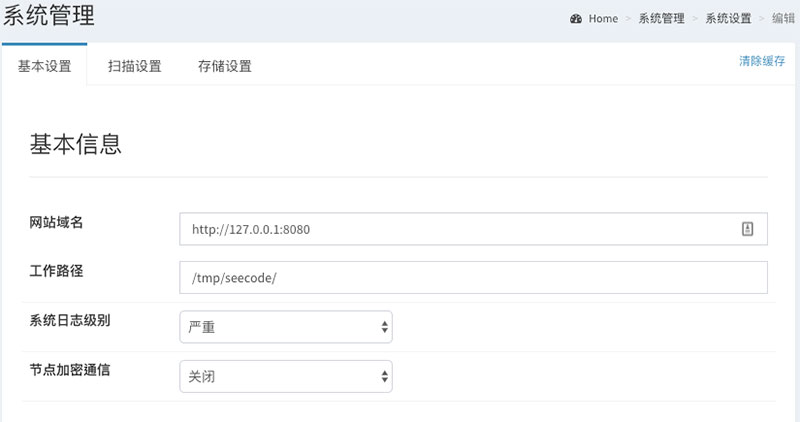 系统管理
Home > 系统管理 > 系统设置 > 编辑
基本设置 扫描设置 存储设置 清除缓存
基本信息
网站域名 http://127.0.0.1:8080
工作路径 /tmp/seecode/
系统日志级别 严重
节点加密通信 关闭